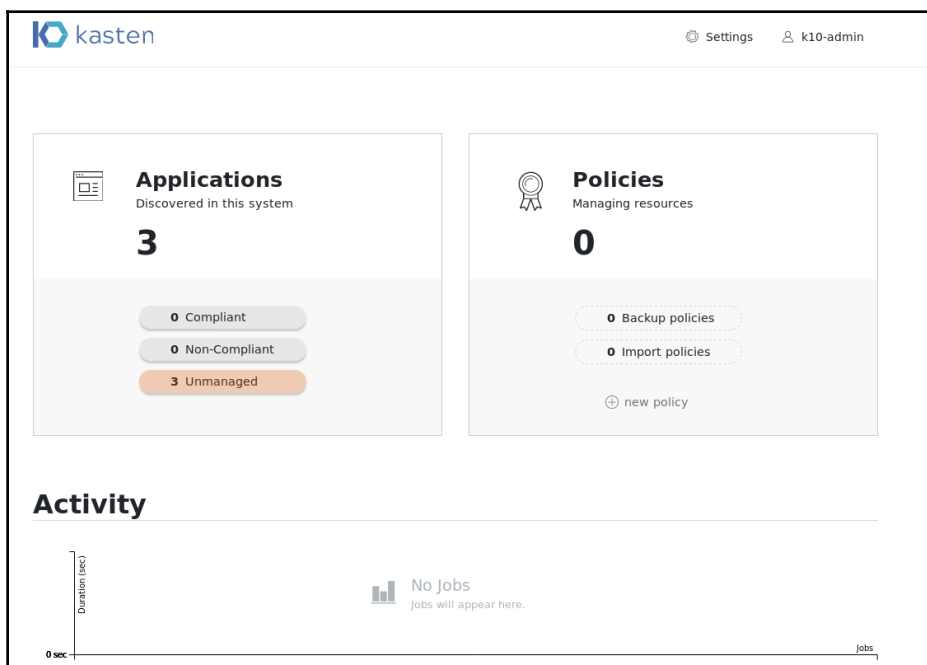 kasten
Settings
k10-admin
Applications
Discovered in this system
3
0 Compliant
0 Non-Compliant
3 Unmanaged
Policies
Managing resources
0
0 Backup policies
0 Import policies
new policy
Activity
Duration (sec)
No Jobs
Jobs will appear here.
0 sec
Jobs